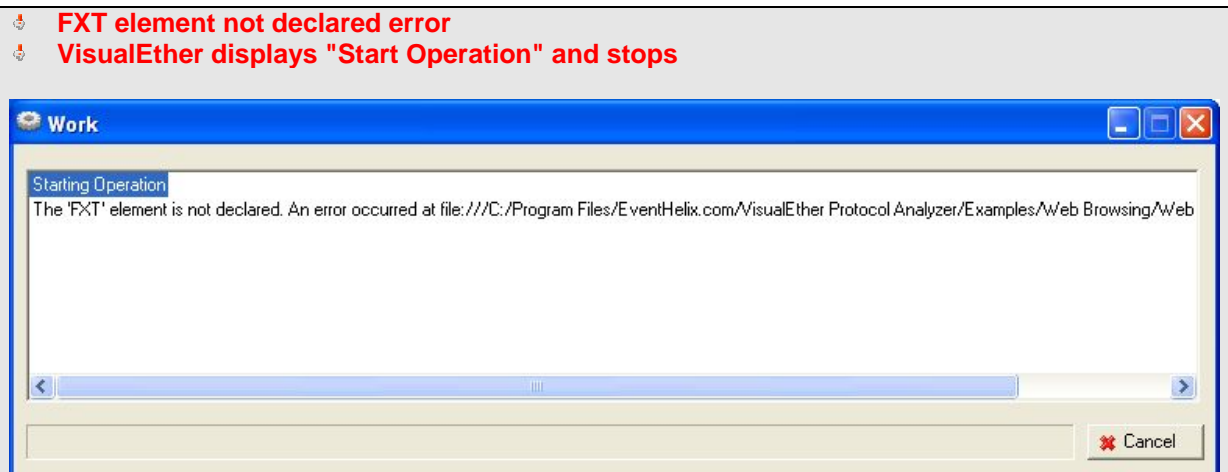 FXT element not declared error
VisualEther displays "Start Operation" and stops
Work
Starting Operation
The 'FXT' element is not declared. An error occurred at file:///C:/Program Files/EventHelix.com/VisualEther Protocol Analyzer/Examples/Web Browsing/Web
Cancel